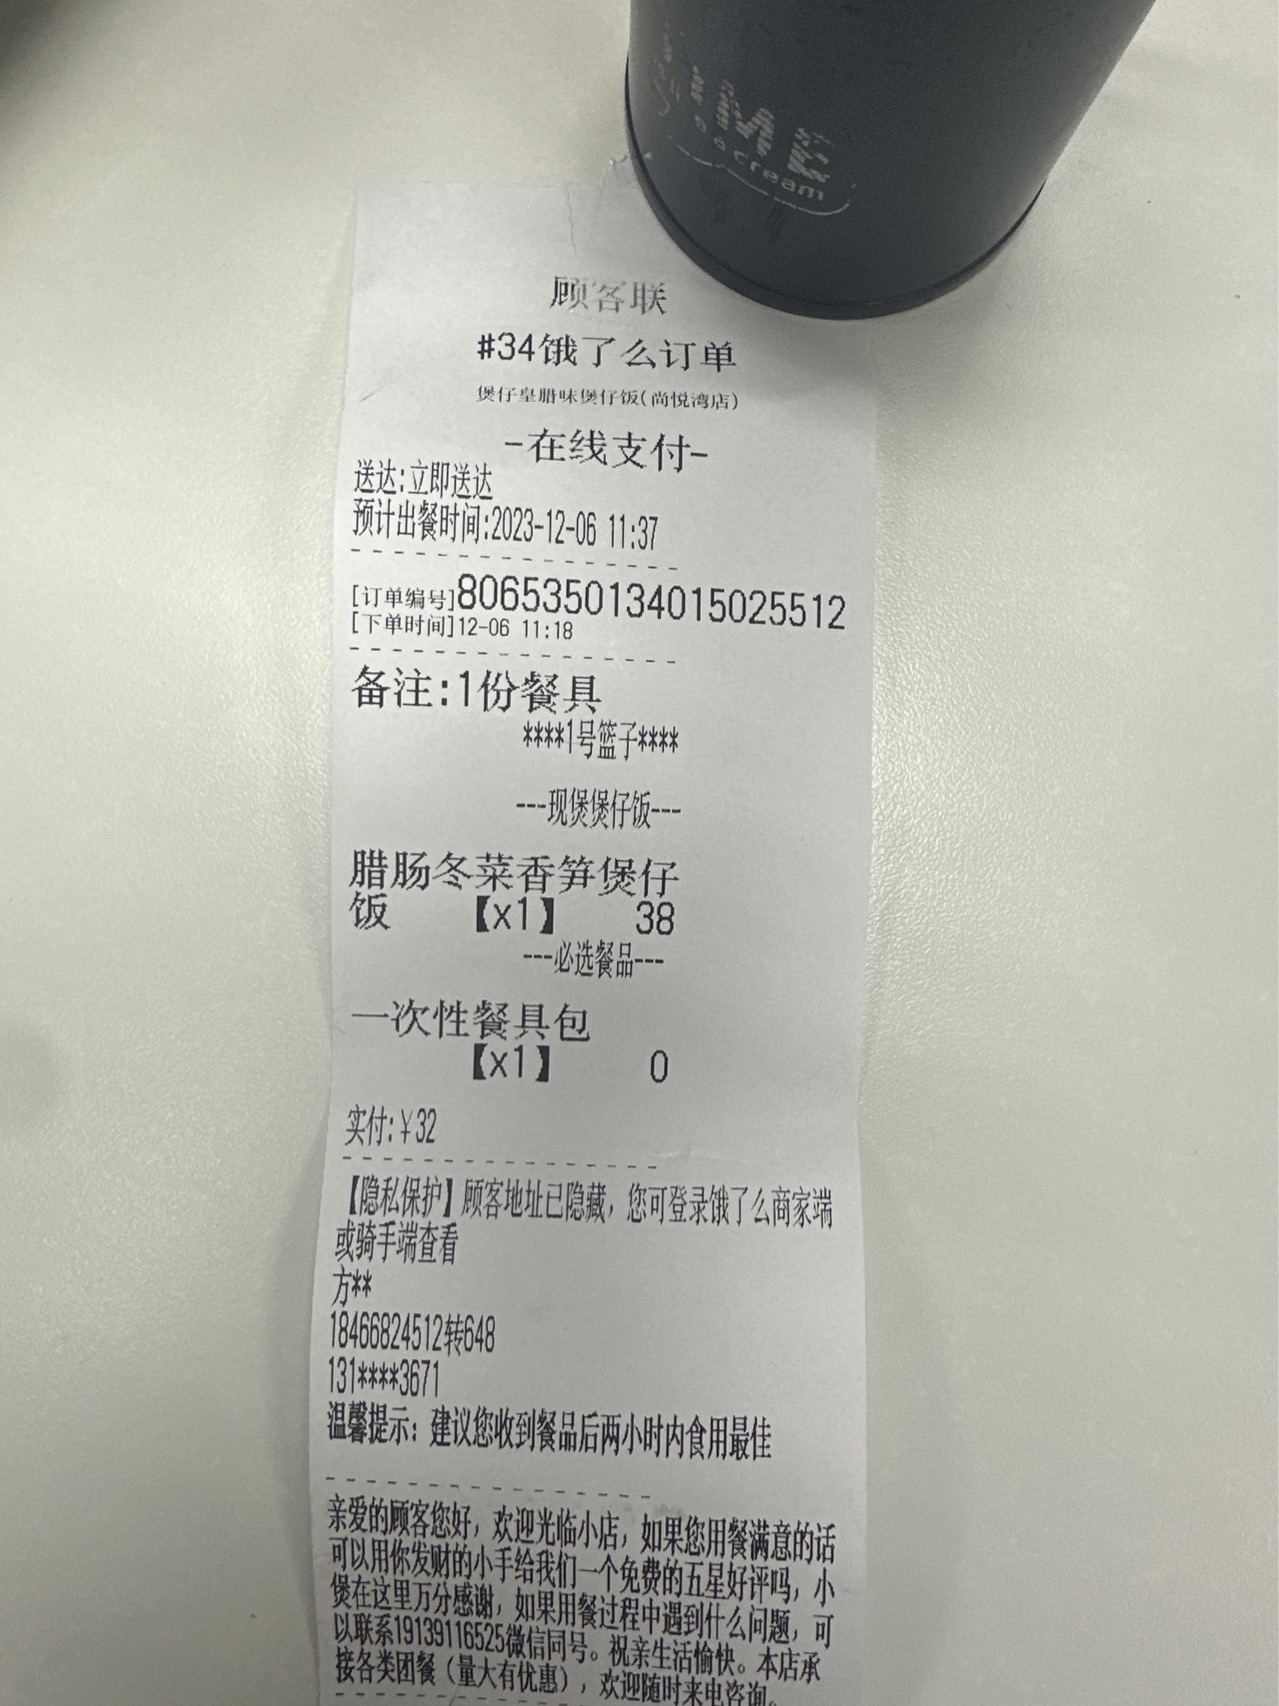 IME
cream
顾客联
#34饿了么订单
煲仔皇腊味煲仔饭(尚悦湾店)
-在线支付-
送达:立即送达
预计出餐时间:2023-12-06 11:37
[订单编号]8065350134015025512
[下单时间]12-06 11:18
备注:1份餐具
****1号篮子****
---现煲煲仔饭---
腊肠冬菜香笋煲仔
饭 【x1】 38
---必选餐品---
一次性餐具包
【x1】 0
实付:¥32
【隐私保护】顾客地址已隐藏，您可登录饿了么商家端
或骑手端查看
方**
18466824512转648
131****3671
温馨提示：建议您收到餐品后两小时内食用最佳
亲爱的顾客您好，欢迎光临小店，如果您用餐满意的话
可以用你发财的小手给我们一个免费的五星好评吗，小
煲在这里万分感谢，如果用餐过程中遇到什么问题，可
以联系19139116525微信同号。祝亲生活愉快。本店承
接各类团餐（量大有优惠），欢迎随时来电咨询。